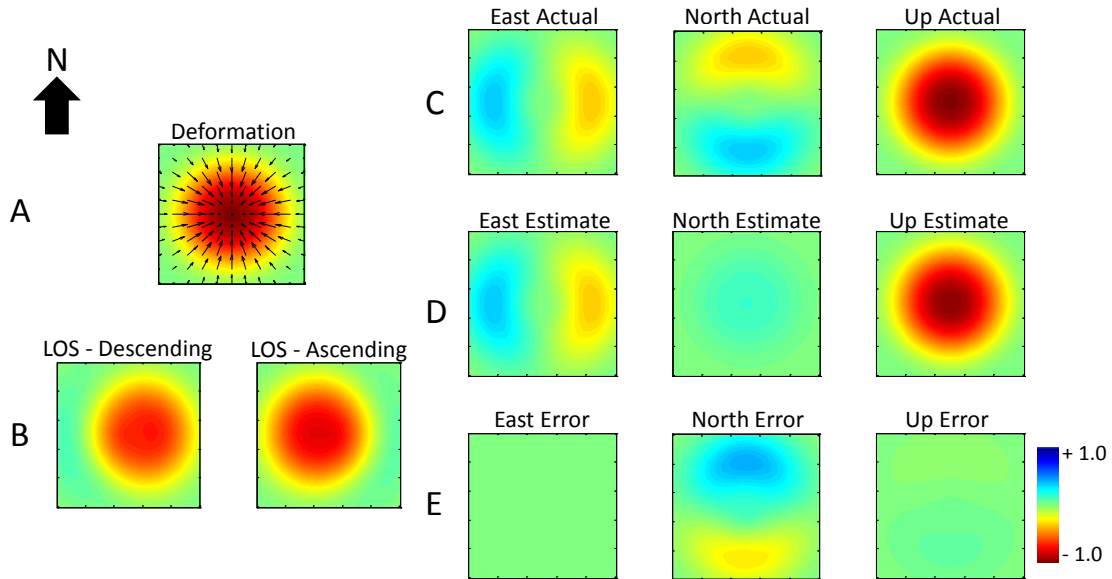 N
Deformation
A
LOS - Descending
LOS - Ascending
B
East Actual
North Actual
Up Actual
C
East Estimate
North Estimate
Up Estimate
D
East Error
North Error
Up Error
E
+ 1.0
- 1.0